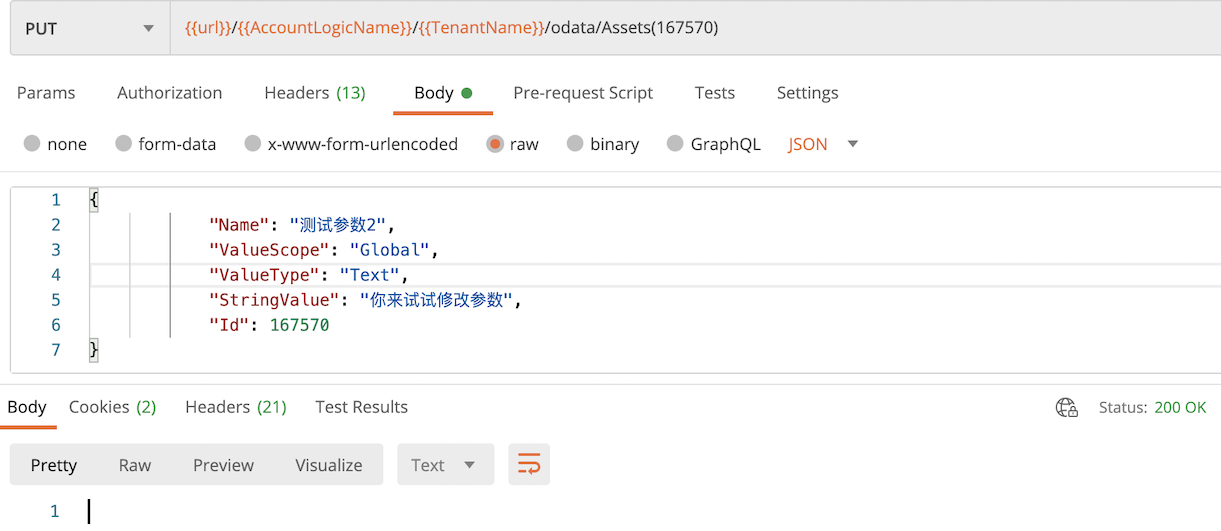 PUT {{url}}/{{AccountLogicName}}/{{TenantName}}/odata/Assets(167570)
Params Authorization Headers (13) Body Pre-request Script Tests Settings
none form-data x-www-form-urlencoded raw binary GraphQL JSON
1 {
2 "Name": "测试参数2",
3 "ValueScope": "Global",
4 "ValueType": "Text",
5 "StringValue": "你来试试修改参数",
6 "Id": 167570
7 }
Body Cookies (2) Headers (21) Test Results Status: 200 OK
Pretty Raw Preview Visualize Text
1